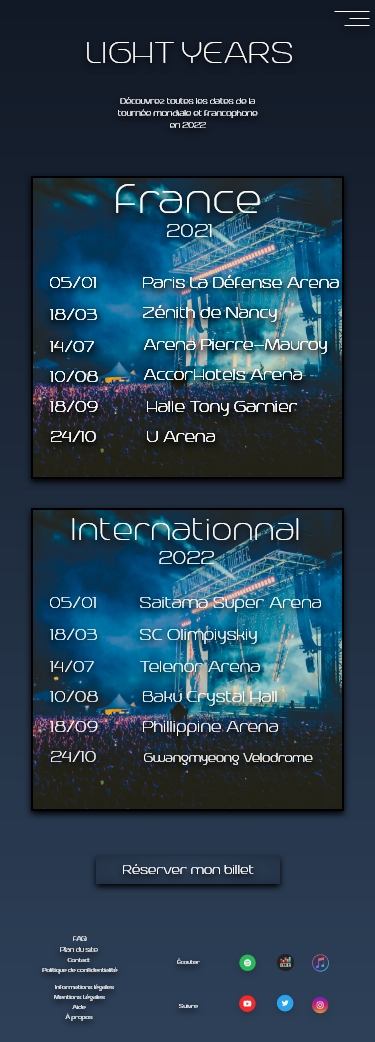 LIGHT YEARS
Découvrez toutes les dates de la
tournée mondiale et francophone
en 2022
France
2021
05/01 Paris La Défense Arena
18/03 Zénith de Nancy
14/07 Arena Pierre-Mauroy
10/08 AccorHotels Arena
18/09 Halle Tony Garnier
24/10 U Arena
Internationnal
2022
05/01 Saitama Super Arena
18/03 SC Olimpiyskiy
14/07 Telenor Arena
10/08 Baku Crystal Hall
18/09 Phillippine Arena
24/10 Gwangmyeong Velodrome
Réserver mon billet
FAQ
Plan du site
Contact
Politique de confidentialité
Informations légales
Mentions Légales
Aide
À propos
Écouter
Suivre